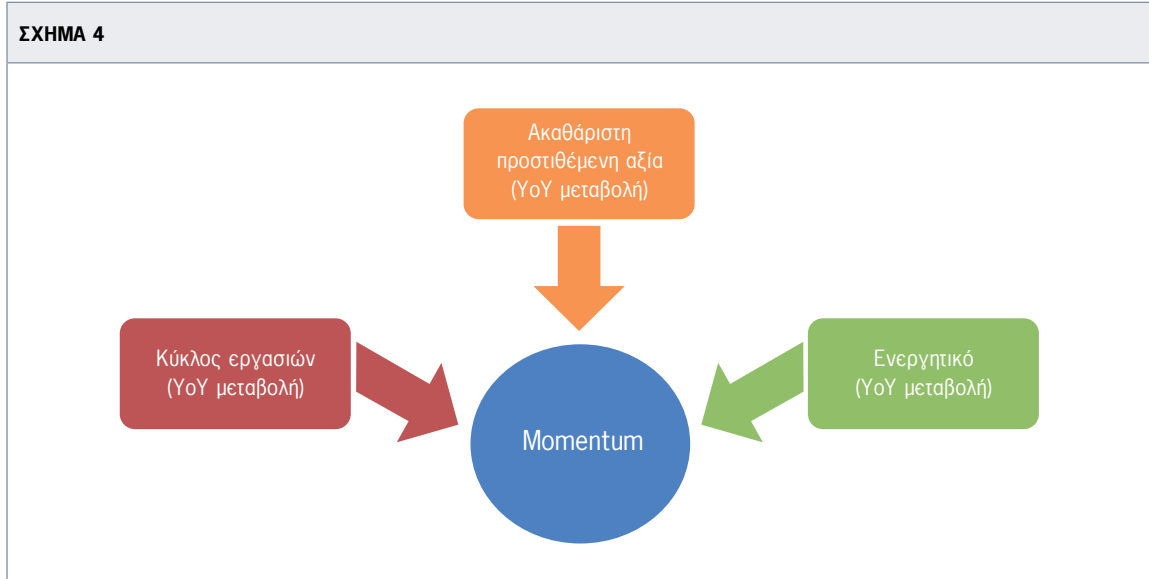 ΣΧΗΜΑ 4
Ακαθάριστη
προστιθέμενη αξία
(YoY μεταβολή)
Κύκλος εργασιών
(YoY μεταβολή)
Ενεργητικό
(YoY μεταβολή)
Momentum